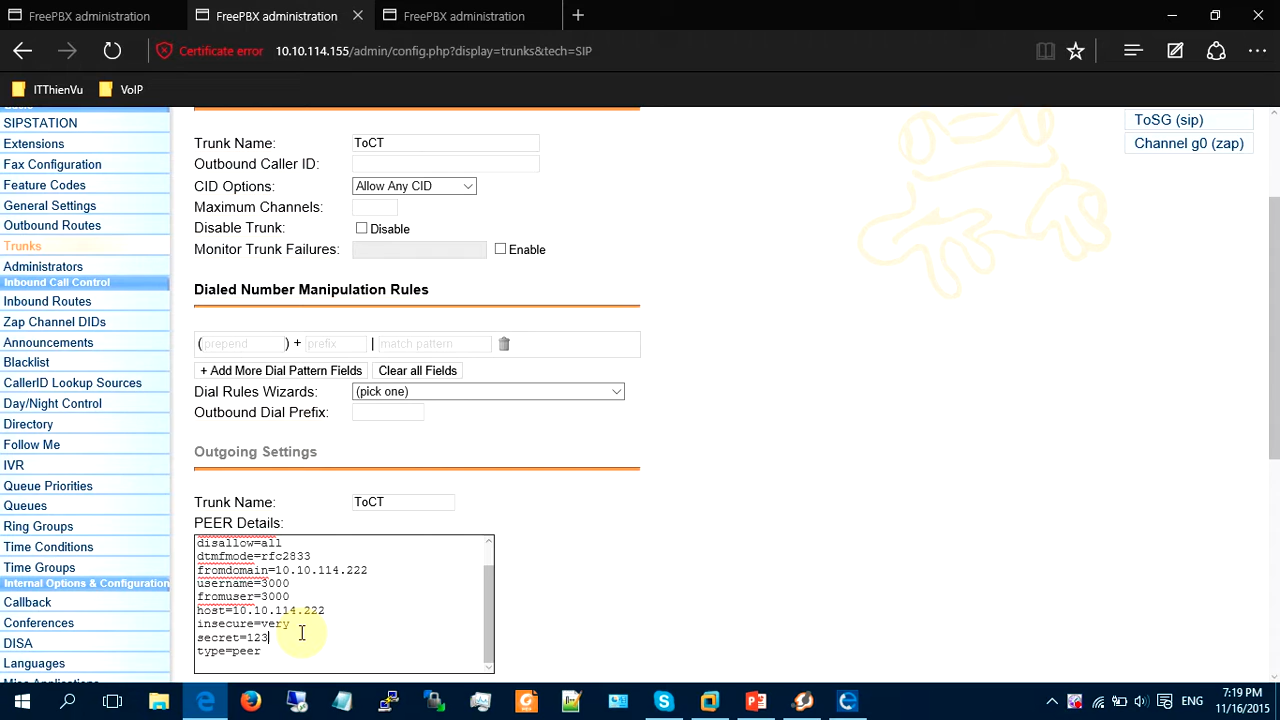 FreePBX administration
FreePBX administration
FreePBX administration
Certificate error
10.10.114.155/admin/config.php?display=trunks&tech=SIP
ITThienVu
VoIP
SIPSTATION
Extensions
Fax Configuration
Feature Codes
General Settings
Outbound Routes
Trunks
Administrators
Inbound Call Control
Inbound Routes
Zap Channel DIDs
Announcements
Blacklist
CallerID Lookup Sources
Day/Night Control
Directory
Follow Me
IVR
Queue Priorities
Queues
Ring Groups
Time Conditions
Time Groups
Internal Options & Configuration
Callback
Conferences
DISA
Languages
Misc Applications
Trunk Name: ToCT
Outbound Caller ID:
CID Options: Allow Any CID
Maximum Channels:
Disable Trunk: Disable
Monitor Trunk Failures: Enable
Dialed Number Manipulation Rules
(prepend ) + prefix | match pattern
+ Add More Dial Pattern Fields Clear all Fields
Dial Rules Wizards: (pick one)
Outbound Dial Prefix:
Outgoing Settings
Trunk Name: ToCT
PEER Details:
disallow=all
dtmfmode=rfc2833
fromdomain=10.10.114.222
username=3000
fromuser=3000
host=10.10.114.222
insecure=very
secret=123
type=peer
ToSG (sip)
Channel g0 (zap)
ENG
7:19 PM
11/16/2015